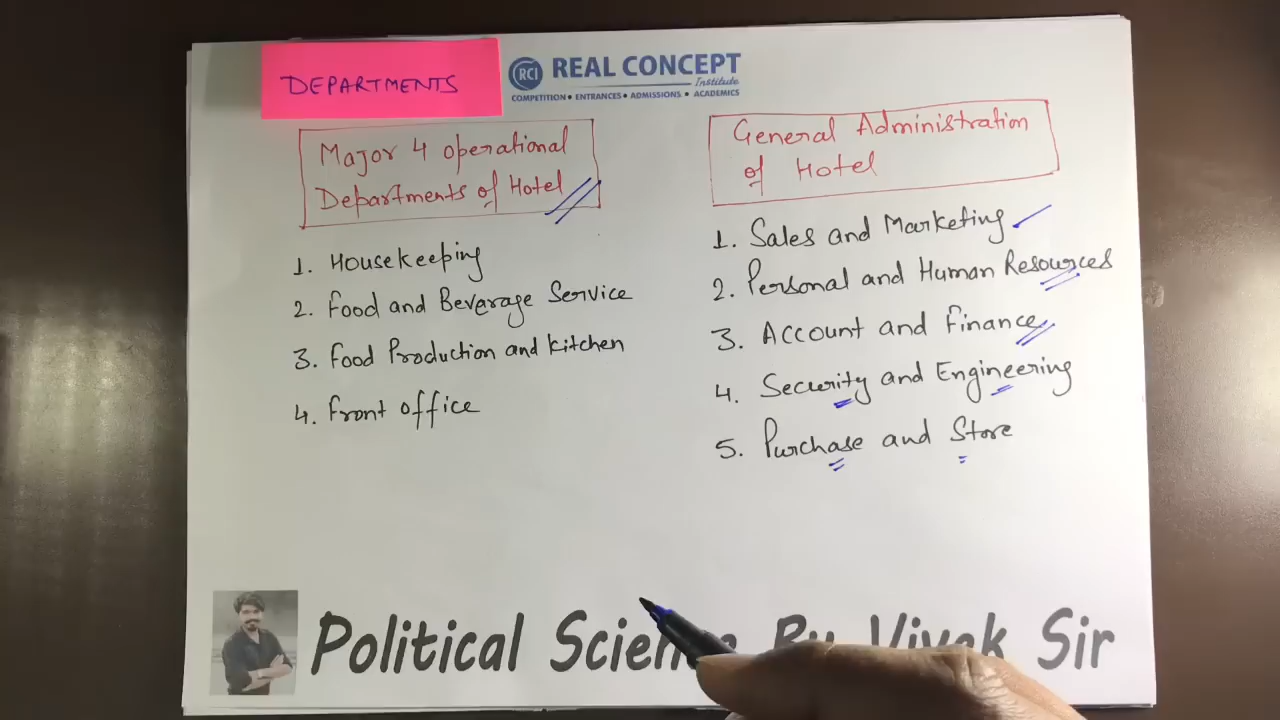 DEPARTMENTS
RCI REAL CONCEPT
Institute
COMPETITION • ENTRANCES • ADMISSIONS • ACADEMICS
Major 4 operational
Departments of Hotel
1. Housekeeping
2. Food and Beverage Service
3. Food Production and kitchen
4. Front office
General Administration
of Hotel
1. Sales and Marketing
2. Personal and Human Resources
3. Account and Finance
4. Security and Engineering
5. Purchase and Store
Political Science By Vivek Sir